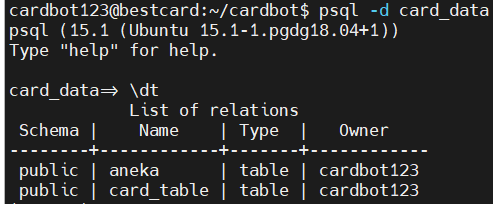 cardbot123@bestcard:~/cardbot$ psql -d card_data
psql (15.1 (Ubuntu 15.1-1.pgdg18.04+1))
Type "help" for help.
card_data=> \dt
List of relations
Schema | Name | Type | Owner
--------+------------+-------+------------
public | aneka | table | cardbot123
public | card_table | table | cardbot123